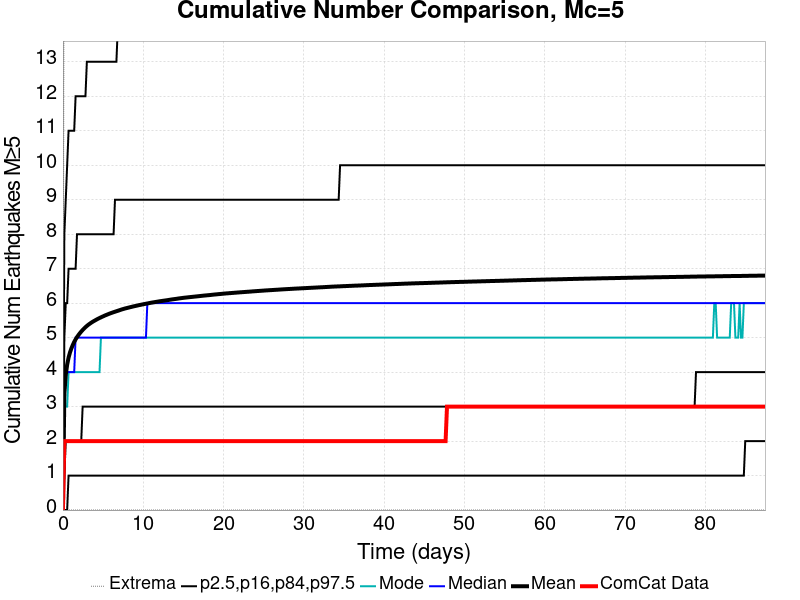 Cumulative Number Comparison, Mc=5
Cumulative Num Earthquakes M≥5
13
12
11
10
9
8
7
6
5
4
3
2
1
0
0 10 20 30 40 50 60 70 80
Time (days)
Extrema p2.5,p16,p84,p97.5 Mode Median Mean ComCat Data